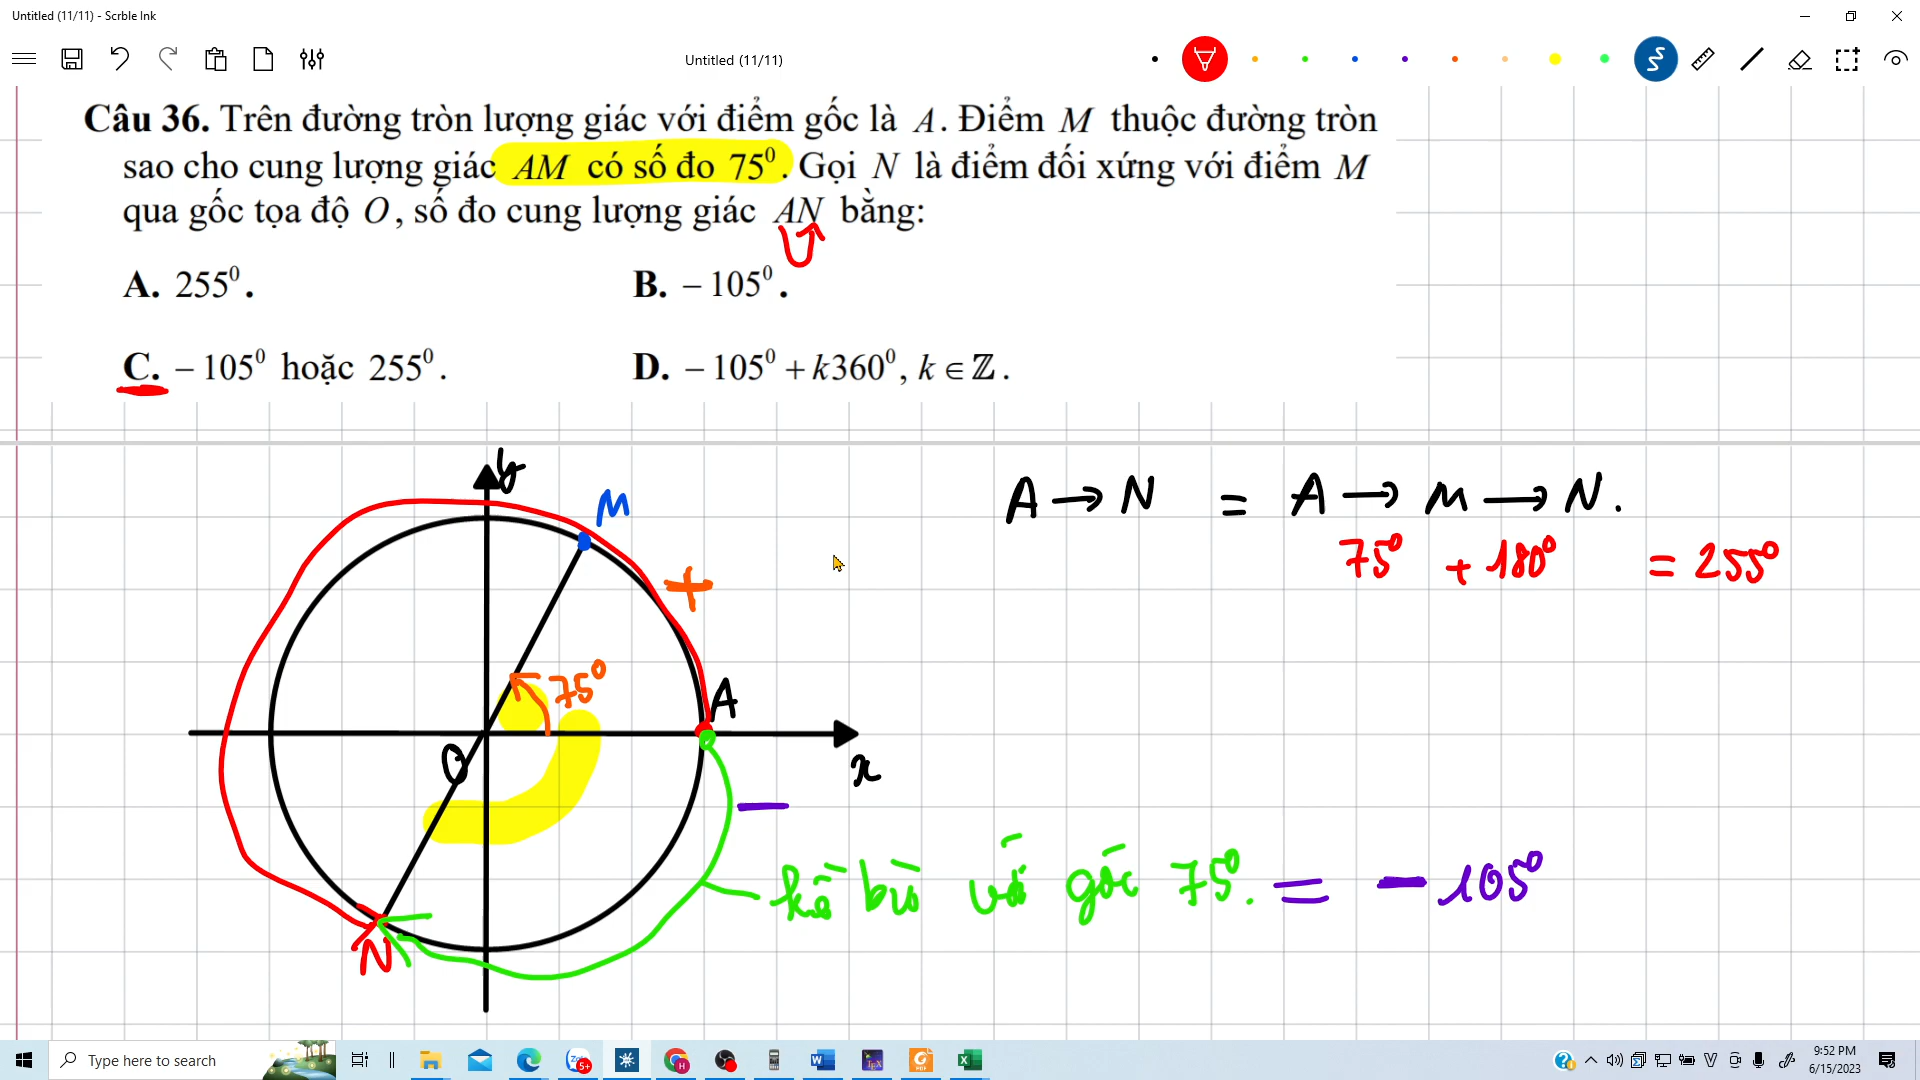 Untitled (11/11) - Scrble Ink
Untitled (11/11)
Câu 36. Trên đường tròn lượng giác với điểm gốc là A. Điểm M thuộc đường tròn
sao cho cung lượng giác AM có số đo 75⁰. Gọi N là điểm đối xứng với điểm M
qua gốc tọa độ O, số đo cung lượng giác AN bằng:
A. 255⁰. B. – 105⁰.
C. – 105⁰ hoặc 255⁰. D. – 105⁰ + k360⁰, k ∈ ℤ.
y
M
A → N = A → M → N.
75⁰ + 180⁰ = 255⁰
+
75⁰
A
O
x
–
kề bù với góc 75⁰. = – 105⁰
N
Type here to search
Zalo
5+
H
9:52 PM
6/15/2023